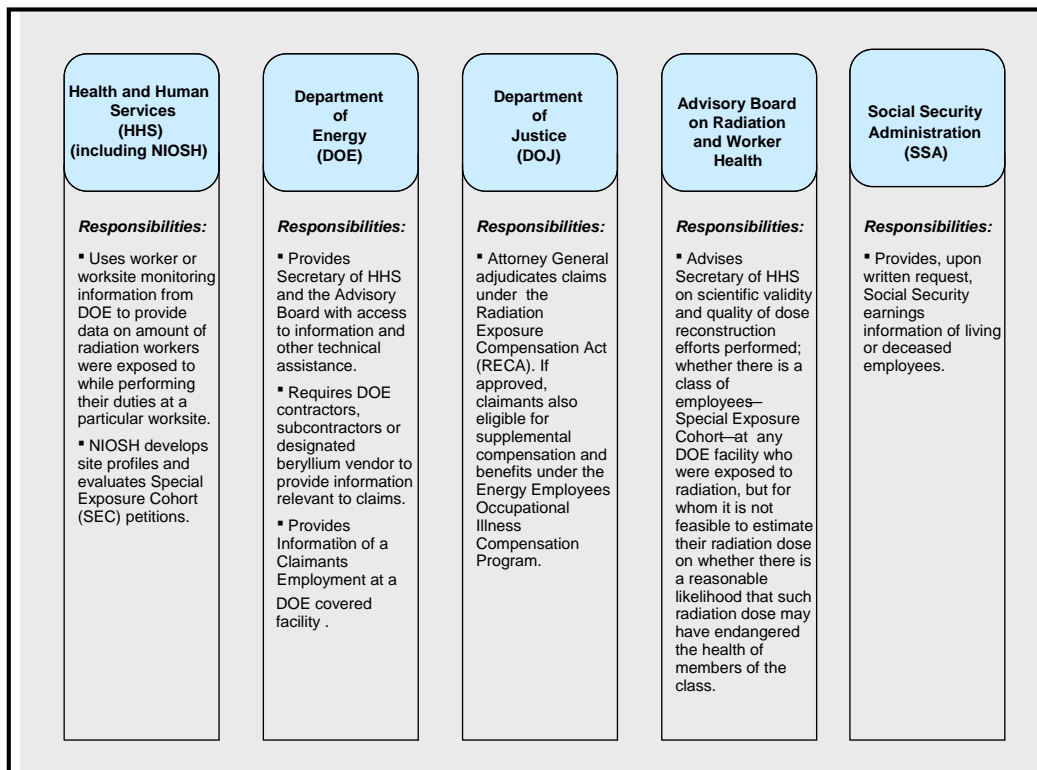 Health and Human
Services
(HHS)
(including NIOSH)
Responsibilities:
▪ Uses worker or
worksite monitoring
information from
DOE to provide
data on amount of
radiation workers
were exposed to
while performing
their duties at a
particular worksite.
▪ NIOSH develops
site profiles and
evaluates Special
Exposure Cohort
(SEC) petitions.
Department
of
Energy
(DOE)
Responsibilities:
▪ Provides
Secretary of HHS
and the Advisory
Board with access
to information and
other technical
assistance.
▪ Requires DOE
contractors,
subcontractors or
designated
beryllium vendor to
provide information
relevant to claims.
▪ Provides
Information of a
Claimants
Employment at a
DOE covered
facility .
Department
of
Justice
(DOJ)
Responsibilities:
▪ Attorney General
adjudicates claims
under the
Radiation
Exposure
Compensation Act
(RECA). If
approved,
claimants also
eligible for
supplemental
compensation and
benefits under the
Energy Employees
Occupational
Illness
Compensation
Program.
Advisory Board
on Radiation
and Worker
Health
Responsibilities:
▪ Advises
Secretary of HHS
on scientific validity
and quality of dose
reconstruction
efforts performed;
whether there is a
class of
employees—
Special Exposure
Cohort—at any
DOE facility who
were exposed to
radiation, but for
whom it is not
feasible to estimate
their radiation dose
on whether there is
a reasonable
likelihood that such
radiation dose may
have endangered
the health of
members of the
class.
Social Security
Administration
(SSA)
Responsibilities:
▪ Provides, upon
written request,
Social Security
earnings
information of living
or deceased
employees.